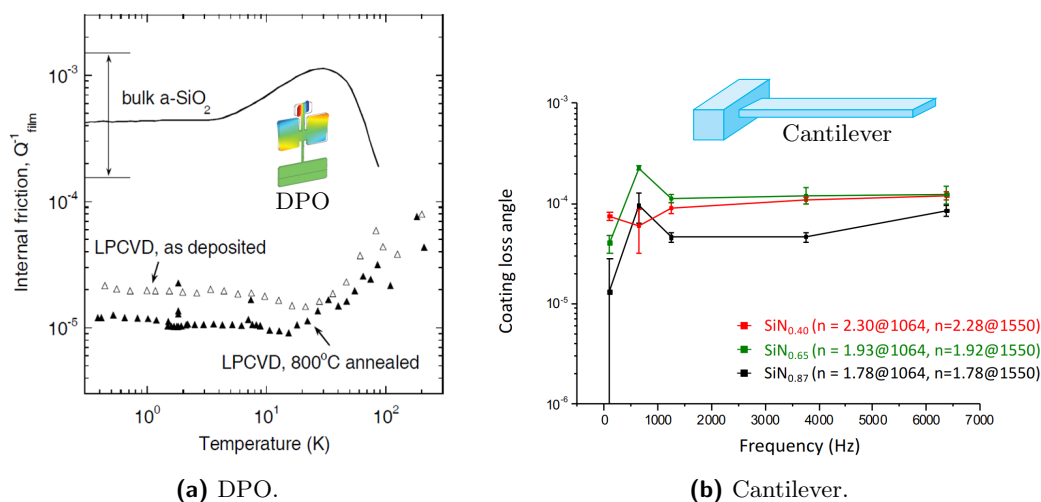 10⁻³
10⁻⁴
10⁻⁵
Internal friction, Q⁻¹film
bulk a-SiO₂
DPO
LPCVD, as deposited
LPCVD, 800°C annealed
10⁰ 10¹ 10²
Temperature (K)
(a) DPO.
10⁻³
10⁻⁴
10⁻⁵
10⁻⁶
Coating loss angle
Cantilever
SiN₀.₄₀ (n = 2.30@1064, n=2.28@1550)
SiN₀.₆₅ (n = 1.93@1064, n=1.92@1550)
SiN₀.₈₇ (n = 1.78@1064, n=1.78@1550)
0 1000 2000 3000 4000 5000 6000 7000
Frequency (Hz)
(b) Cantilever.